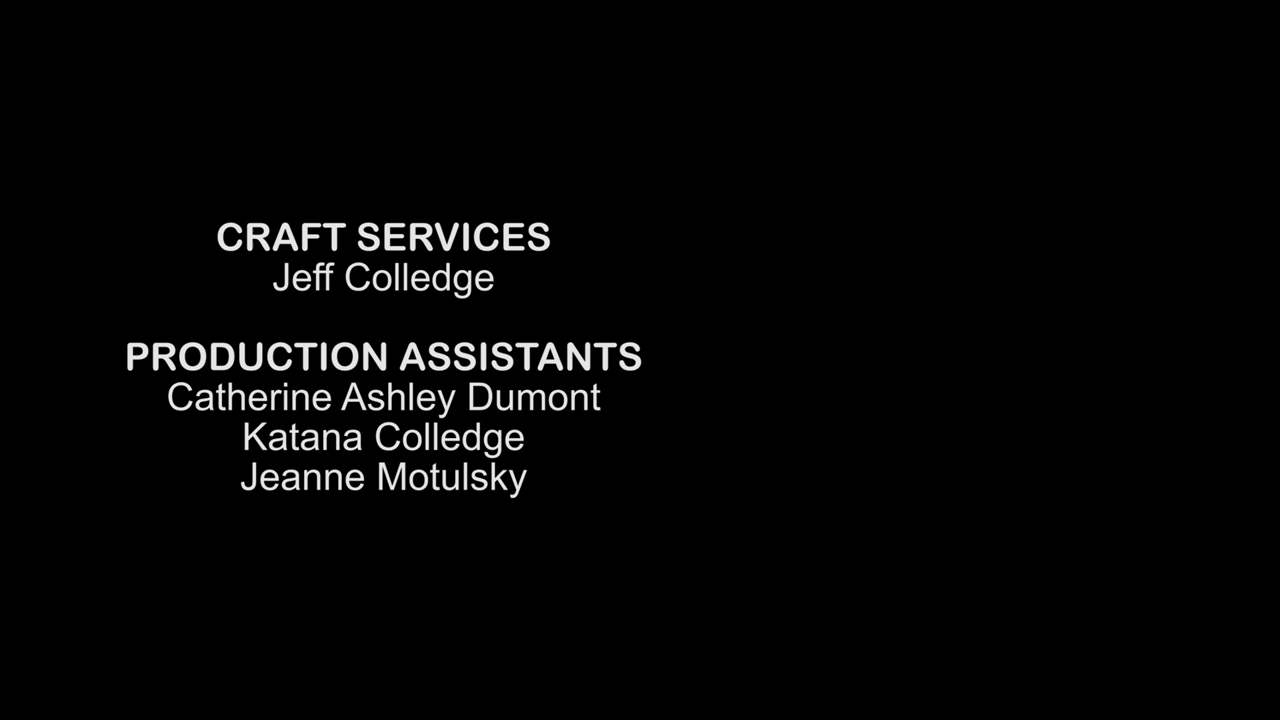 CRAFT SERVICES
Jeff Colledge
PRODUCTION ASSISTANTS
Catherine Ashley Dumont
Katana Colledge
Jeanne Motulsky